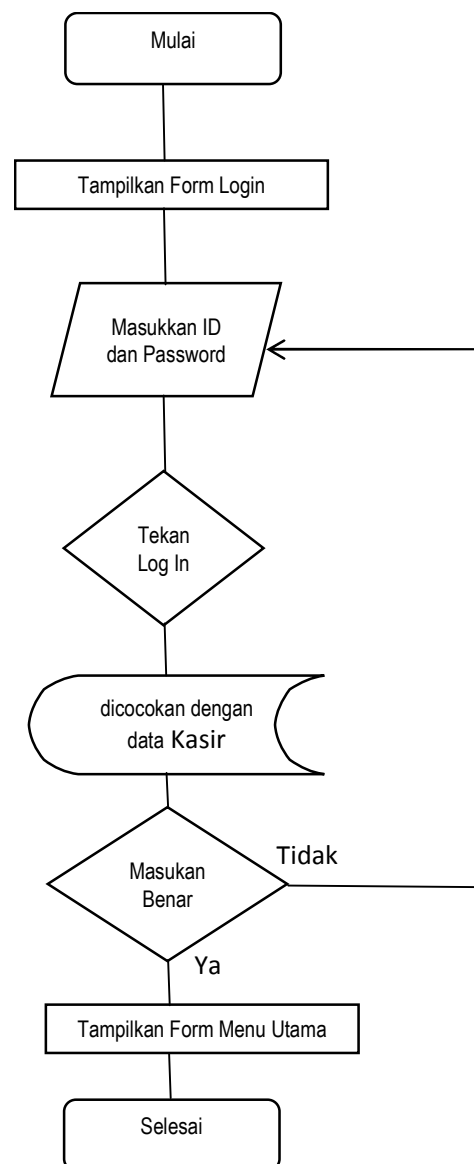 Mulai
Tampilkan Form Login
Masukkan ID
dan Password
Tekan
Log In
dicocokan dengan
data Kasir
Masukan
Benar
Tidak
Ya
Tampilkan Form Menu Utama
Selesai